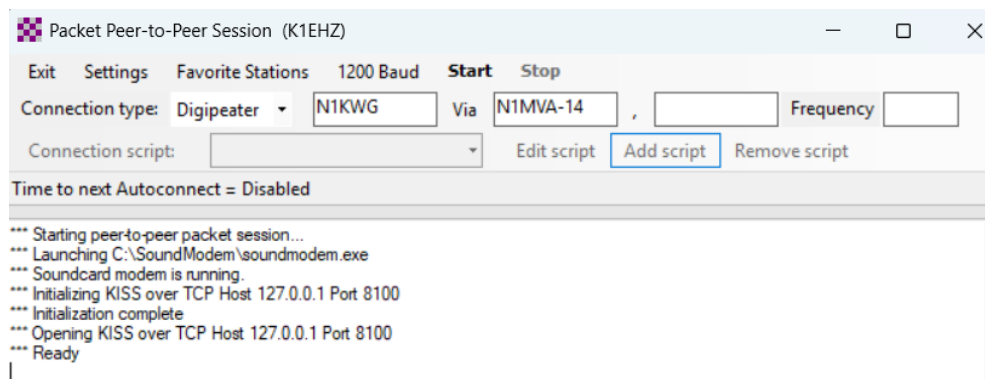 Packet Peer-to-Peer Session (K1EHZ)
Exit Settings Favorite Stations 1200 Baud Start Stop
Connection type: Digipeater N1KWG Via N1MVA-14 , Frequency
Connection script: Edit script Add script Remove script
Time to next Autoconnect = Disabled
*** Starting peer-to-peer packet session...
*** Launching C:\SoundModem\soundmodem.exe
*** Soundcard modem is running.
*** Initializing KISS over TCP Host 127.0.0.1 Port 8100
*** Initialization complete
*** Opening KISS over TCP Host 127.0.0.1 Port 8100
*** Ready